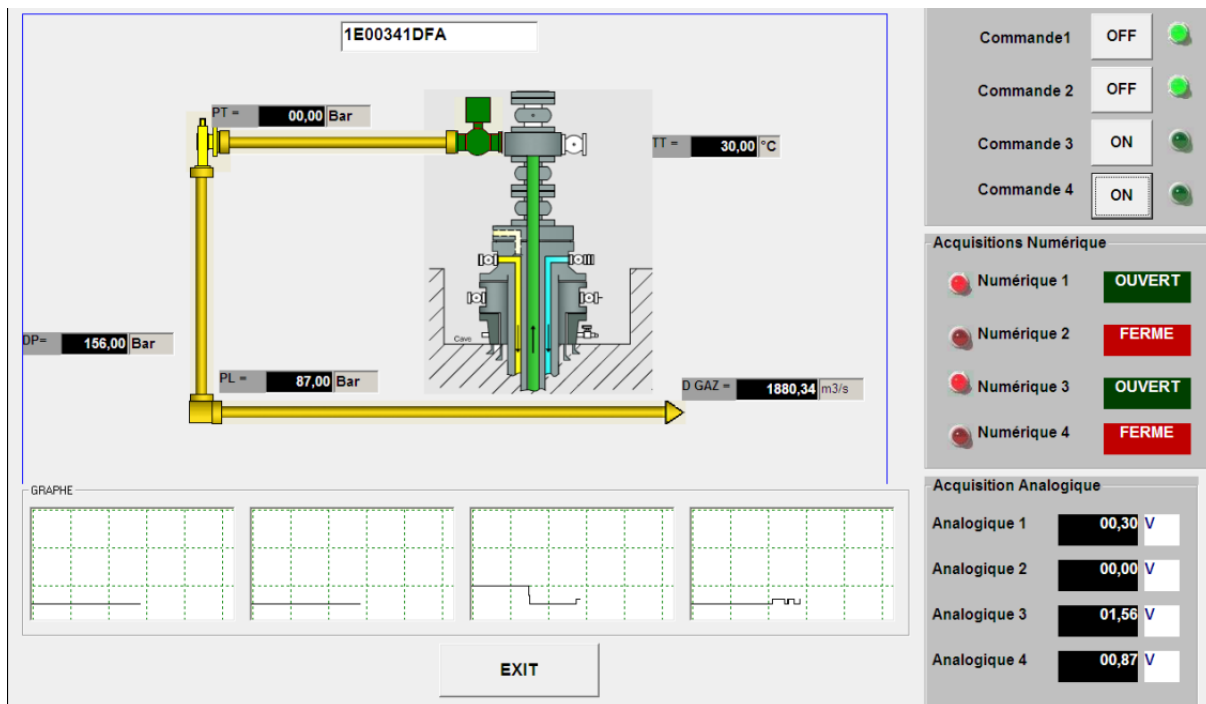 1E00341DFA
PT = 00,00 Bar
TT = 30,00 °C
Cave
DP= 156,00 Bar
PL = 87,00 Bar
D GAZ = 1880,34 m3/s
GRAPHE
EXIT
Commande1 OFF
Commande 2 OFF
Commande 3 ON
Commande 4 ON
Acquisitions Numérique
Numérique 1 OUVERT
Numérique 2 FERME
Numérique 3 OUVERT
Numérique 4 FERME
Acquisition Analogique
Analogique 1 00,30 V
Analogique 2 00,00 V
Analogique 3 01,56 V
Analogique 4 00,87 V